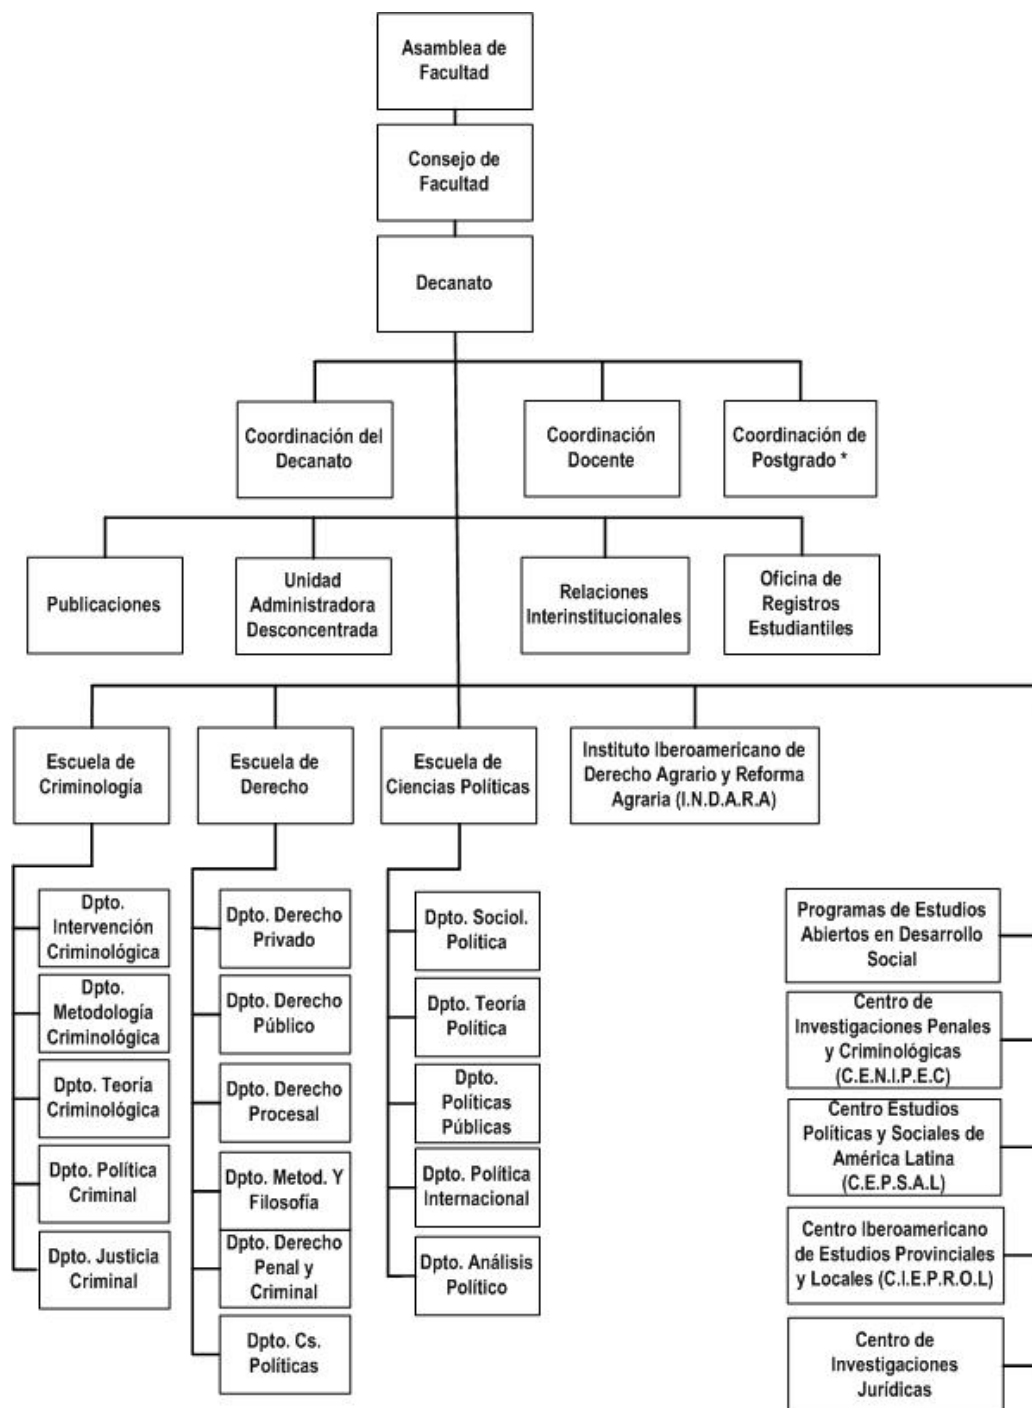 Asamblea de
Facultad
Consejo de
Facultad
Decanato
Coordinación del
Decanato
Coordinación
Docente
Coordinación de
Postgrado *
Publicaciones
Unidad
Administradora
Desconcentrada
Relaciones
Interinstitucionales
Oficina de
Registros
Estudiantiles
Escuela de
Criminología
Escuela de
Derecho
Escuela de
Ciencias Políticas
Instituto Iberoamericano de
Derecho Agrario y Reforma
Agraria (I.N.D.A.R.A)
Dpto.
Intervención
Criminológica
Dpto.
Metodología
Criminológica
Dpto. Teoría
Criminológica
Dpto. Política
Criminal
Dpto. Justicia
Criminal
Dpto. Derecho
Privado
Dpto. Derecho
Público
Dpto. Derecho
Procesal
Dpto. Metod. Y
Filosofía
Dpto. Derecho
Penal y
Criminal
Dpto. Cs.
Políticas
Dpto. Sociol.
Política
Dpto. Teoría
Política
Dpto.
Políticas
Públicas
Dpto. Política
Internacional
Dpto. Análisis
Político
Programas de Estudios
Abiertos en Desarrollo
Social
Centro de
Investigaciones Penales
y Criminológicas
(C.E.N.I.P.E.C)
Centro Estudios
Políticas y Sociales de
América Latina
(C.E.P.S.A.L)
Centro Iberoamericano
de Estudios Provinciales
y Locales (C.I.E.P.R.O.L)
Centro de
Investigaciones
Jurídicas